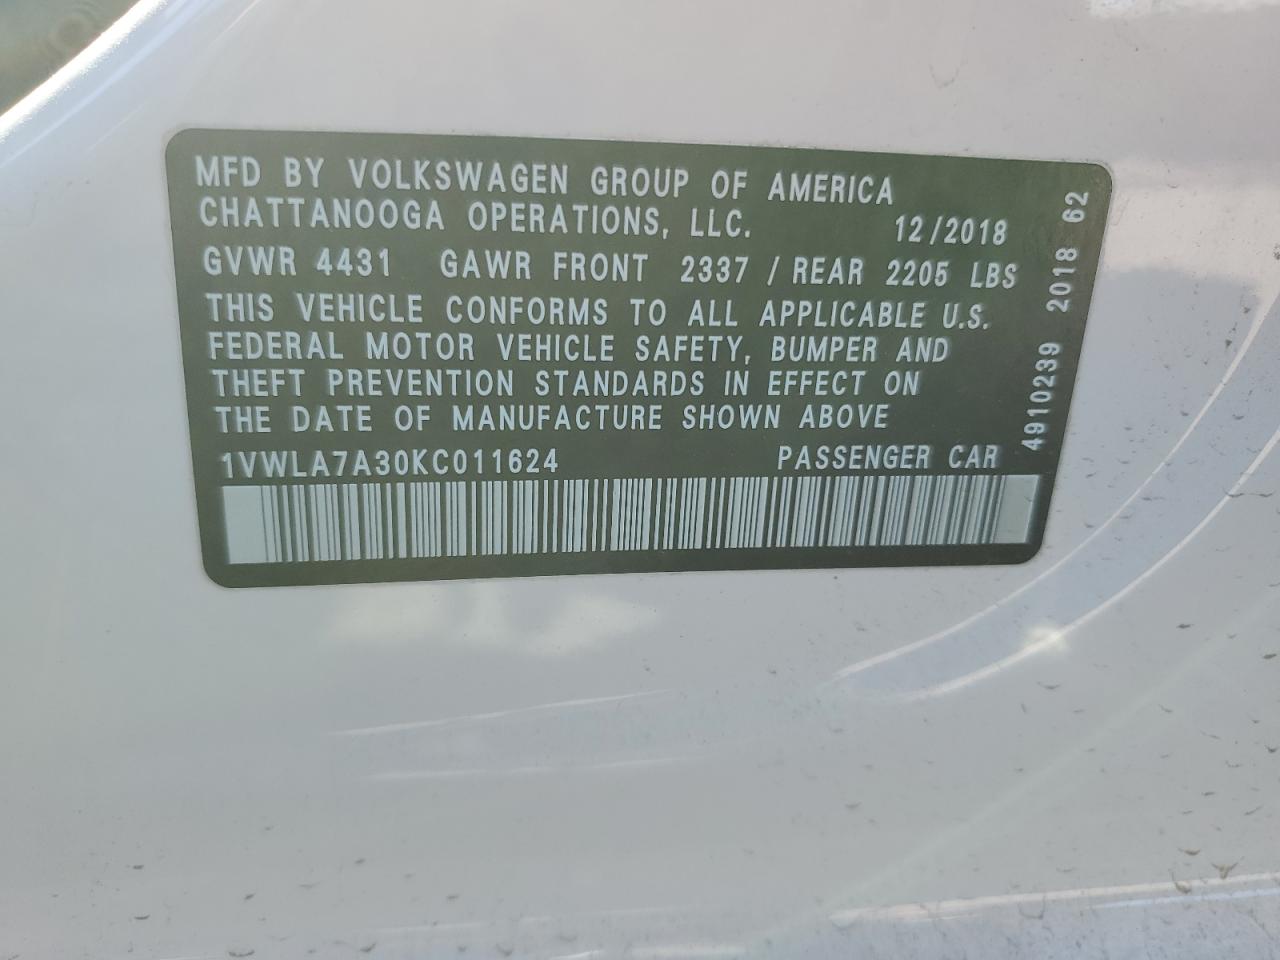 MFD BY VOLKSWAGEN GROUP OF AMERICA
CHATTANOOGA OPERATIONS, LLC. 12/2018
GVWR 4431 GAWR FRONT 2337 / REAR 2205 LBS
THIS VEHICLE CONFORMS TO ALL APPLICABLE U.S.
FEDERAL MOTOR VEHICLE SAFETY, BUMPER AND
THEFT PREVENTION STANDARDS IN EFFECT ON
THE DATE OF MANUFACTURE SHOWN ABOVE
1VWLA7A30KC011624 PASSENGER CAR
4910239 2018 62